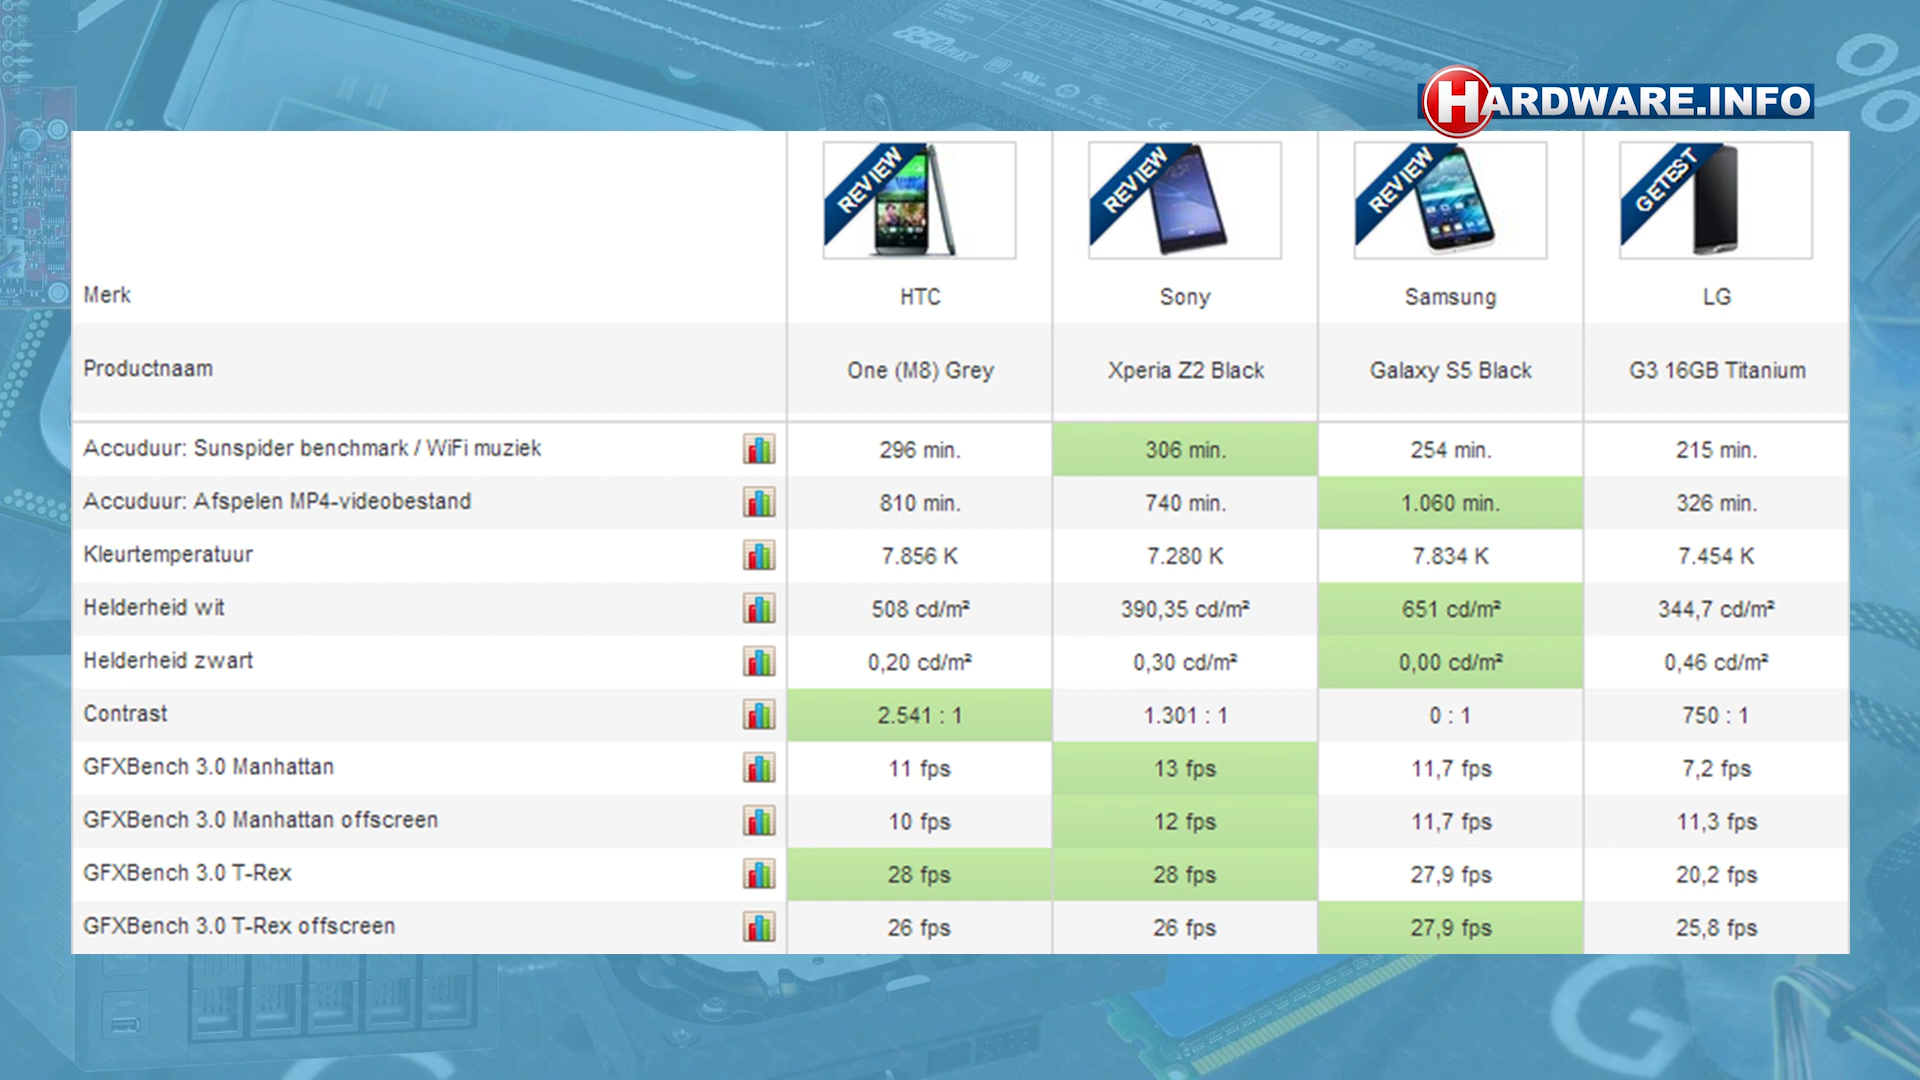 HARDWARE.INFO
REVIEW REVIEW REVIEW GETEST
Merk HTC Sony Samsung LG
Productnaam One (M8) Grey Xperia Z2 Black Galaxy S5 Black G3 16GB Titanium
Accuduur: Sunspider benchmark / WiFi muziek 296 min. 306 min. 254 min. 215 min.
Accuduur: Afspelen MP4-videobestand 810 min. 740 min. 1.060 min. 326 min.
Kleurtemperatuur 7.856 K 7.280 K 7.834 K 7.454 K
Helderheid wit 508 cd/m² 390,35 cd/m² 651 cd/m² 344,7 cd/m²
Helderheid zwart 0,20 cd/m² 0,30 cd/m² 0,00 cd/m² 0,46 cd/m²
Contrast 2.541 : 1 1.301 : 1 0 : 1 750 : 1
GFXBench 3.0 Manhattan 11 fps 13 fps 11,7 fps 7,2 fps
GFXBench 3.0 Manhattan offscreen 10 fps 12 fps 11,7 fps 11,3 fps
GFXBench 3.0 T-Rex 28 fps 28 fps 27,9 fps 20,2 fps
GFXBench 3.0 T-Rex offscreen 26 fps 26 fps 27,9 fps 25,8 fps